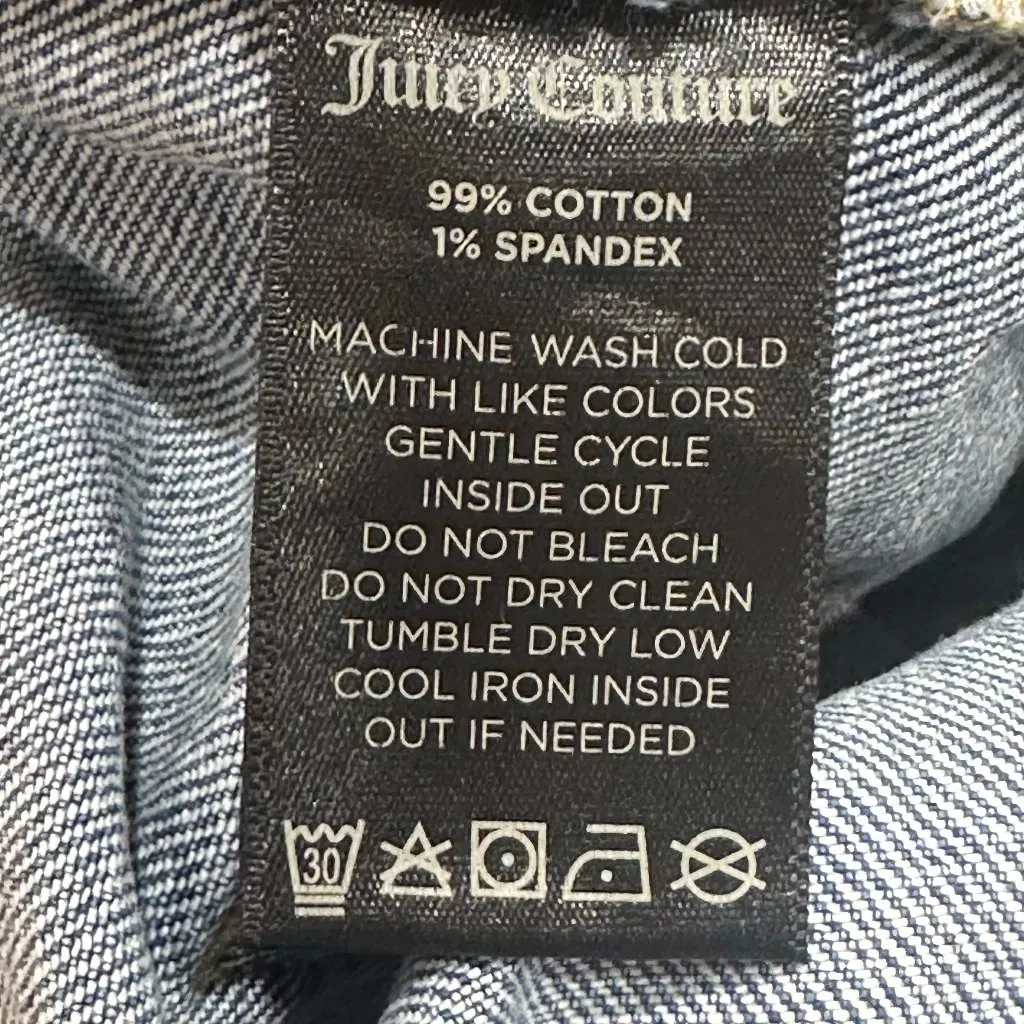 Juicy Couture
99% COTTON
1% SPANDEX
MACHINE WASH COLD
WITH LIKE COLORS
GENTLE CYCLE
INSIDE OUT
DO NOT BLEACH
DO NOT DRY CLEAN
TUMBLE DRY LOW
COOL IRON INSIDE
OUT IF NEEDED
30